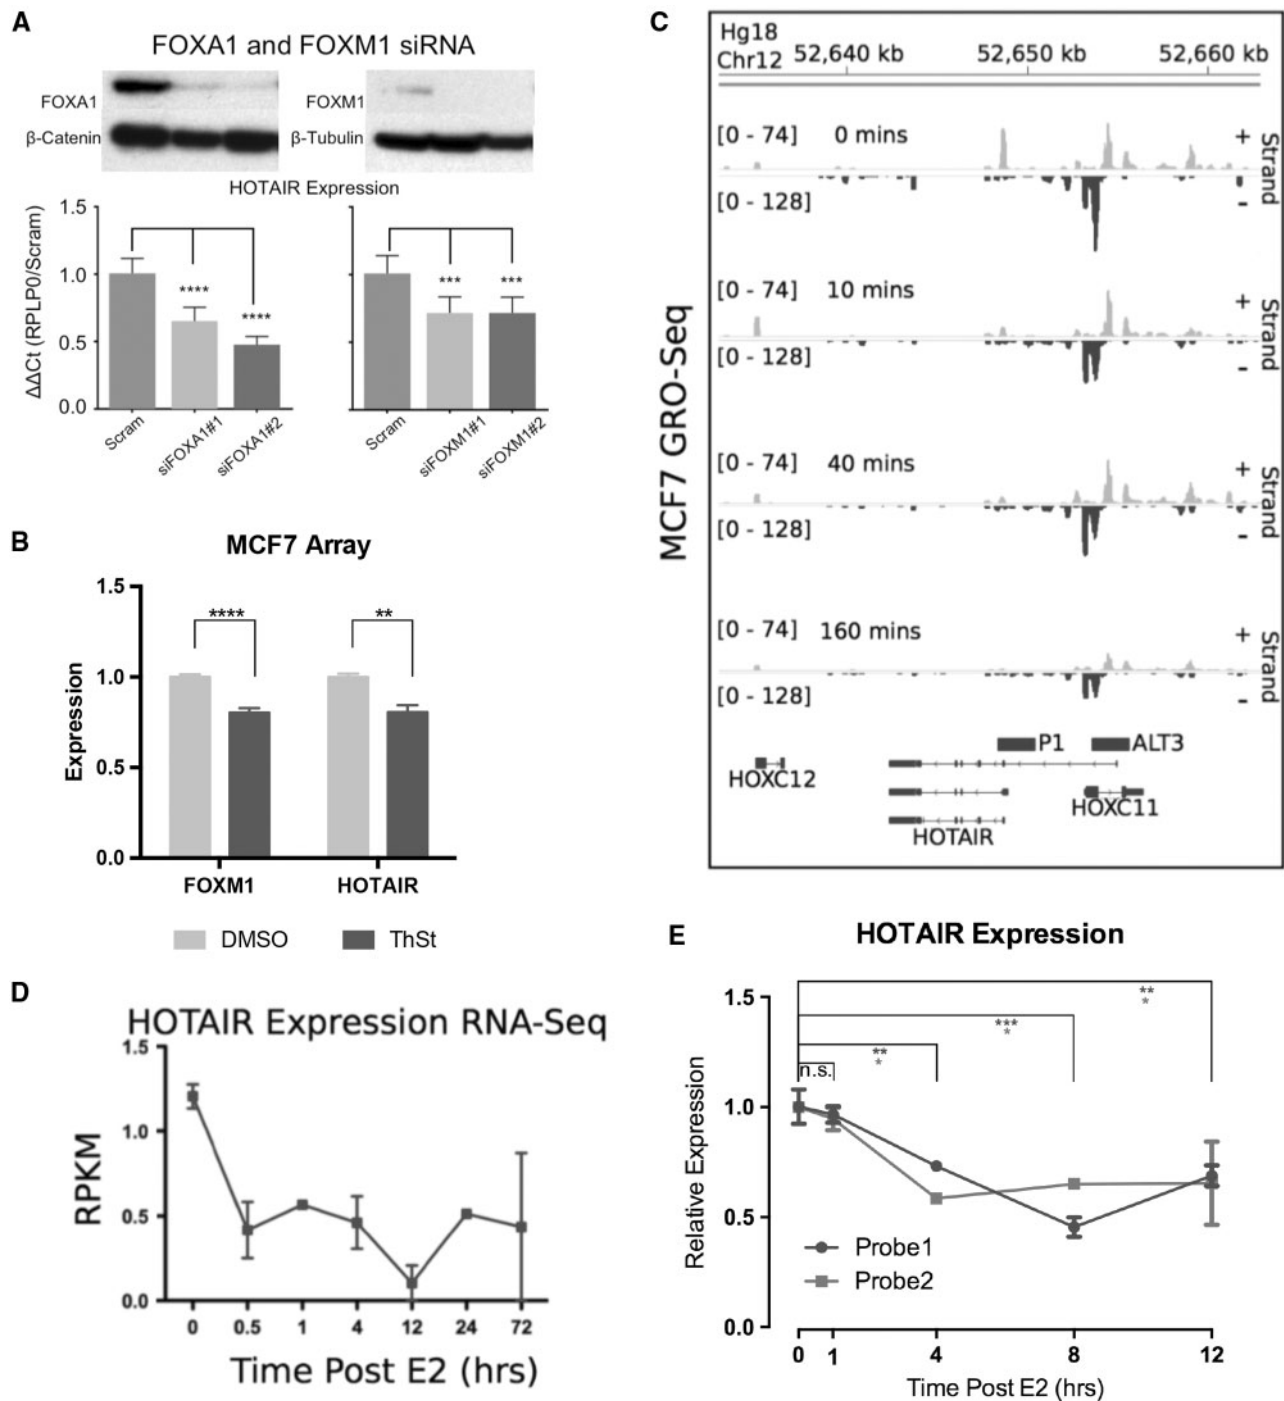 A
FOXA1 and FOXM1 siRNA
FOXA1
β-Catenin
FOXM1
β-Tubulin
HOTAIR Expression
ΔΔCt (RPLP0/Scram)
1.5
1.0
0.5
0.0
****
****
***
***
Scram
siFOXA1#1
siFOXA1#2
Scram
siFOXM1#1
siFOXM1#2
B
MCF7 Array
Expression
1.5
1.0
0.5
0.0
****
**
FOXM1
HOTAIR
DMSO
ThSt
C
MCF7 GRO-Seq
Hg18
Chr12
52,640 kb
52,650 kb
52,660 kb
[0 - 74]
0 mins
+
[0 - 128]
-
Strand
[0 - 74]
10 mins
+
[0 - 128]
-
Strand
[0 - 74]
40 mins
+
[0 - 128]
-
Strand
[0 - 74]
160 mins
+
[0 - 128]
-
Strand
P1
ALT3
HOXC12
HOXC11
HOTAIR
D
HOTAIR Expression RNA-Seq
RPKM
1.5
1.0
0.5
0.0
0 0.5 1 4 12 24 72
Time Post E2 (hrs)
E
HOTAIR Expression
Relative Expression
1.5
1.0
0.5
0.0
n.s.
**
*
***
*
**
*
Probe1
Probe2
0 1 4 8 12
Time Post E2 (hrs)